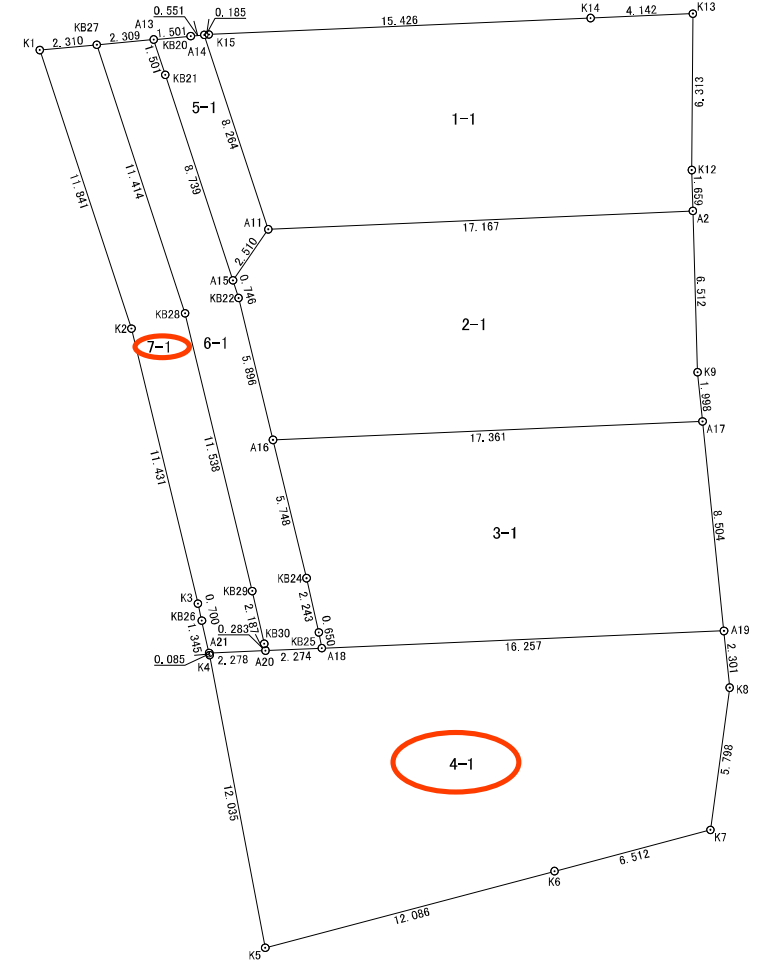 0.551
0.185
K14
4.142
K13
A13
15.426
KB27
1.501
K1
2.310
2.309
KB20
A14
K15
1.501
KB21
5-1
9.313
1-1
8.264
K12
1.659
11.841
11.414
8.739
A11
17.167
A2
2.510
A15
0.746
KB22
6.512
KB28
K2
7-1
6-1
2-1
5.896
K9
1.998
A16
17.361
A17
11.431
11.538
5.748
8.504
3-1
KB24
KB29
2.243
K3
0.700
KB26
2.187
0.283
0.650
A19
1.345
A21
KB30
KB25
0.085
K4
2.278
A20
2.274
A18
16.257
2.301
K8
4-1
5.798
12.035
K7
6.512
K6
12.086
K5